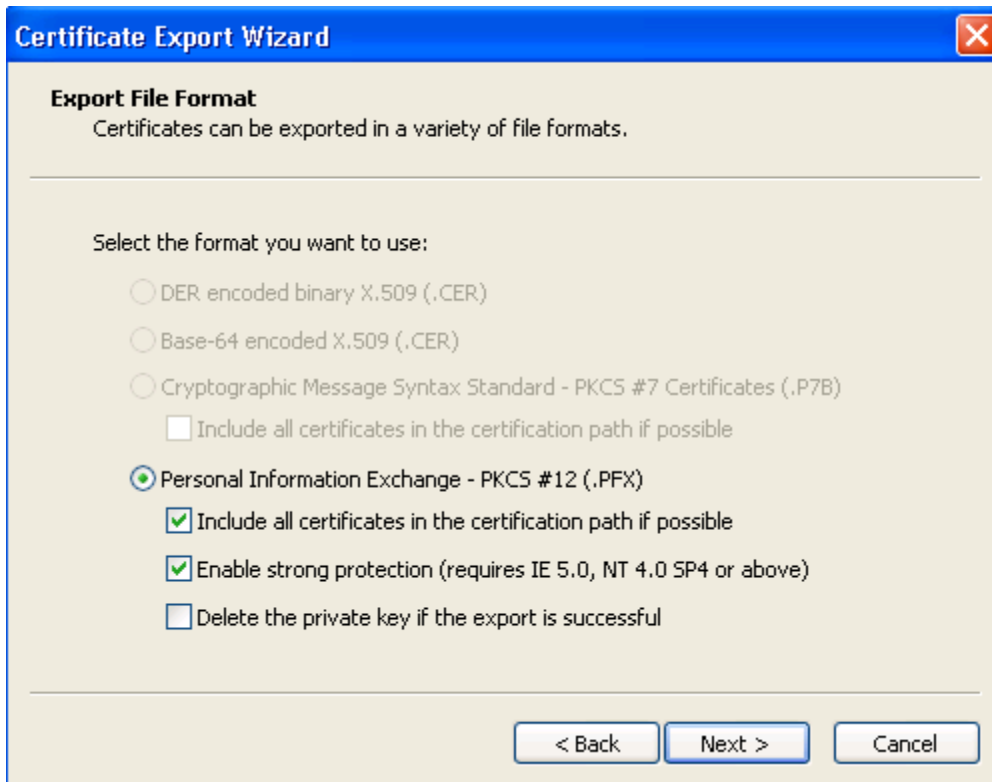 Certificate Export Wizard
Export File Format
Certificates can be exported in a variety of file formats.
Select the format you want to use:
DER encoded binary X.509 (.CER)
Base-64 encoded X.509 (.CER)
Cryptographic Message Syntax Standard - PKCS #7 Certificates (.P7B)
Include all certificates in the certification path if possible
Personal Information Exchange - PKCS #12 (.PFX)
Include all certificates in the certification path if possible
Enable strong protection (requires IE 5.0, NT 4.0 SP4 or above)
Delete the private key if the export is successful
< Back Next > Cancel